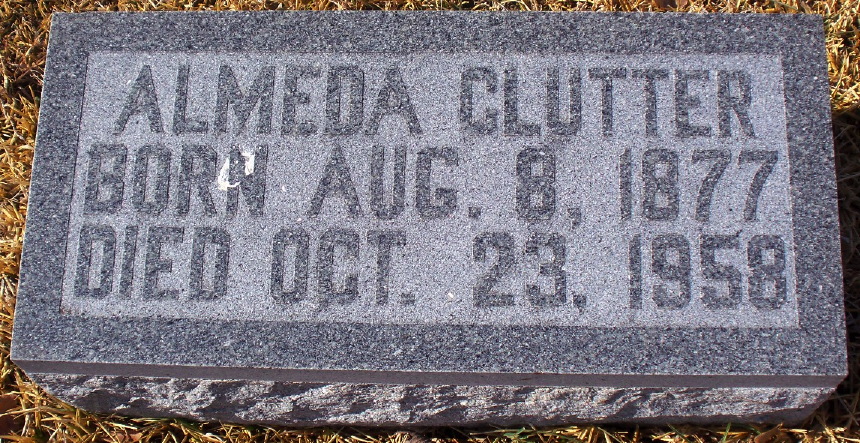 ALMEDA CLUTTER
BORN AUG. 8, 1877
DIED OCT. 23, 1958